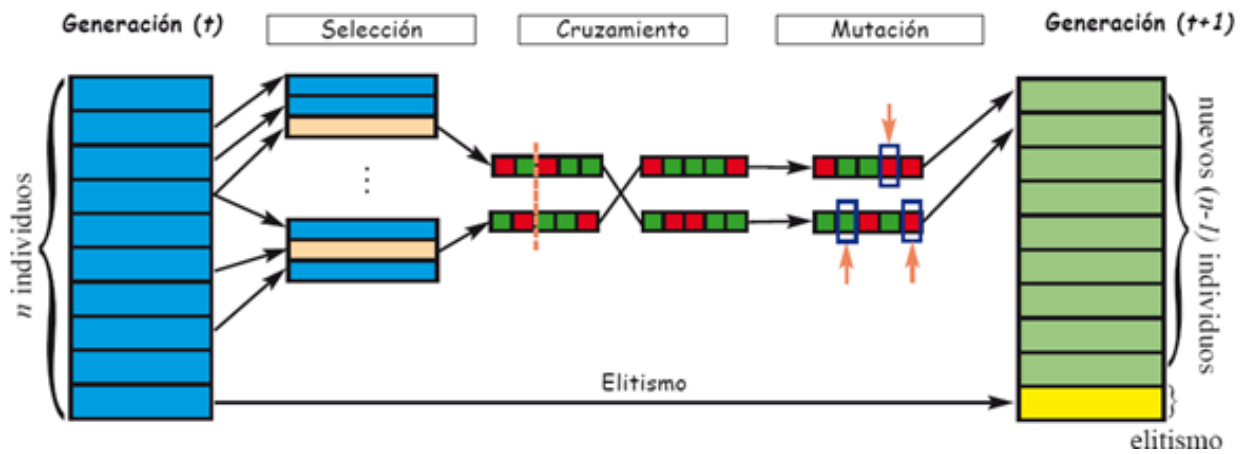 Generación (t)
Selección
Cruzamiento
Mutación
Generación (t+1)
n individuos
...
Elitismo
nuevos (n-1) individuos
elitismo